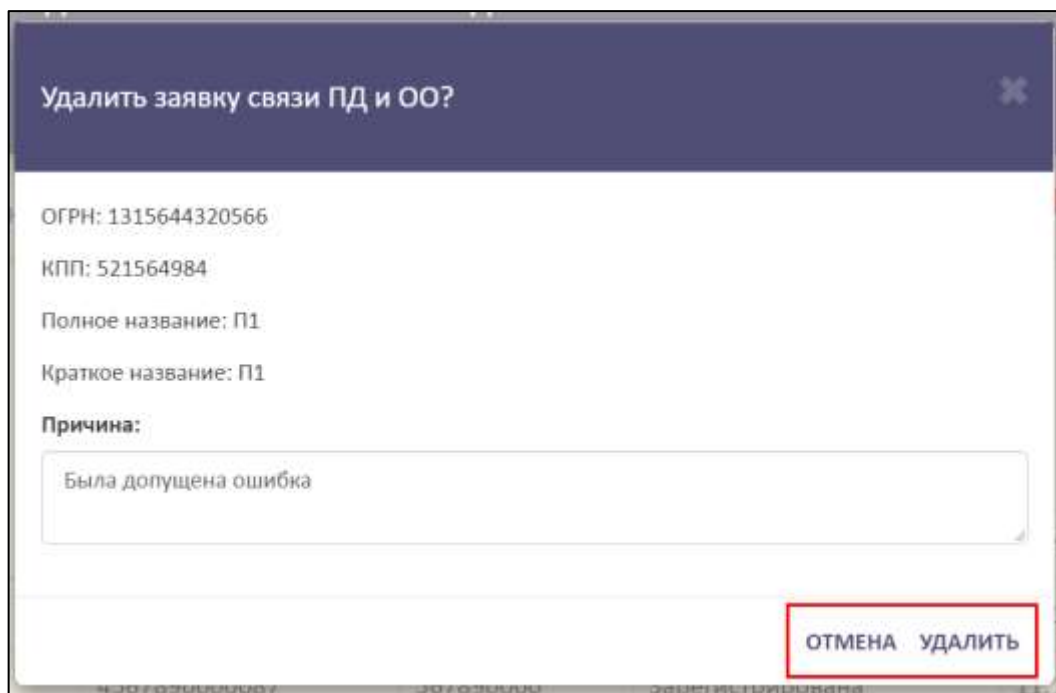 Удалить заявку связи ПД и ОО?
ОГРН: 1315644320566
КПП: 521564984
Полное название: П1
Краткое название: П1
Причина:
Была допущена ошибка
ОТМЕНА УДАЛИТЬ